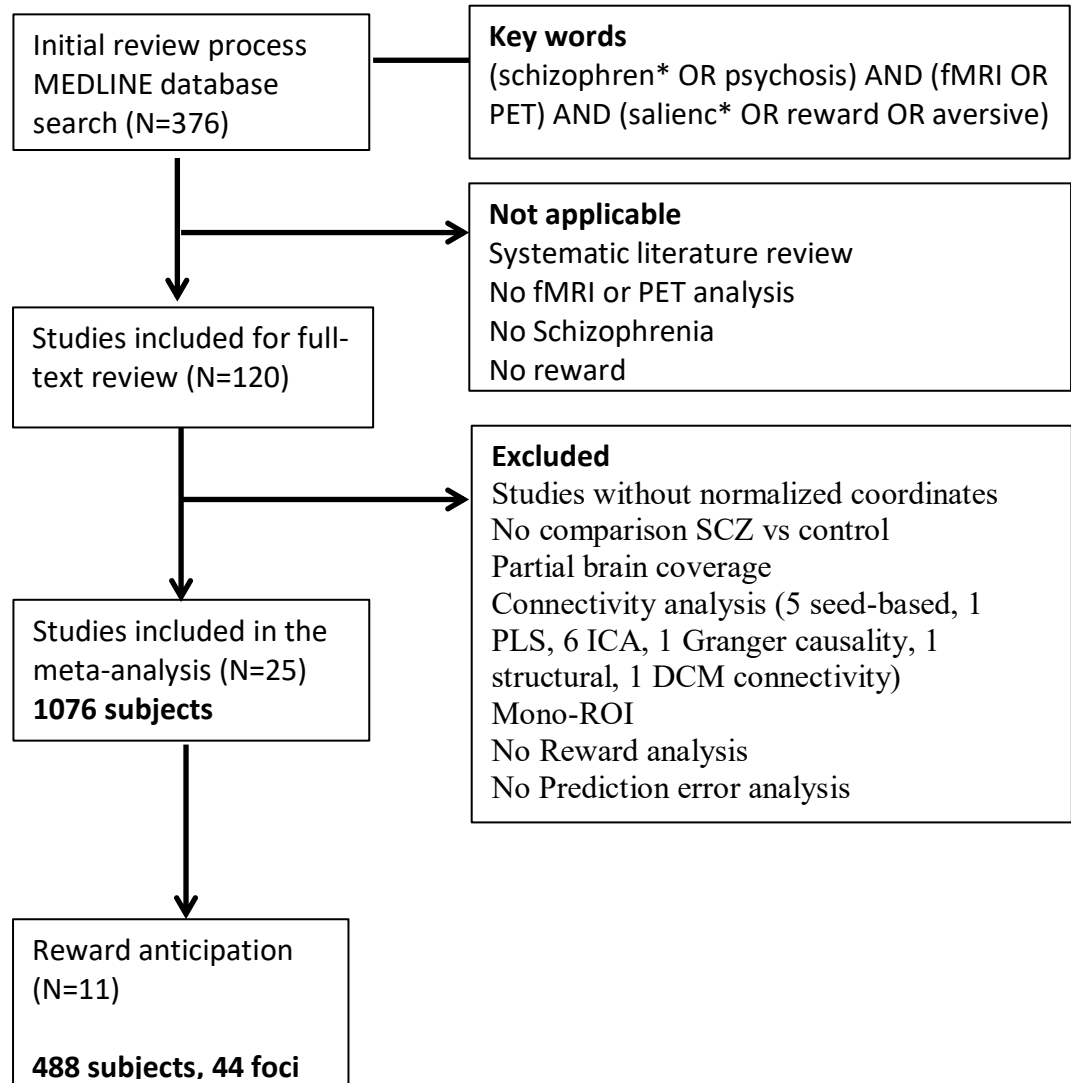 Initial review process
MEDLINE database
search (N=376)
Key words
(schizophren* OR psychosis) AND (fMRI OR
PET) AND (salienc* OR reward OR aversive)
Not applicable
Systematic literature review
No fMRI or PET analysis
No Schizophrenia
No reward
Studies included for full-
text review (N=120)
Excluded
Studies without normalized coordinates
No comparison SCZ vs control
Partial brain coverage
Connectivity analysis (5 seed-based, 1
PLS, 6 ICA, 1 Granger causality, 1
structural, 1 DCM connectivity)
Mono-ROI
No Reward analysis
No Prediction error analysis
Studies included in the
meta-analysis (N=25)
1076 subjects
Reward anticipation
(N=11)
488 subjects, 44 foci